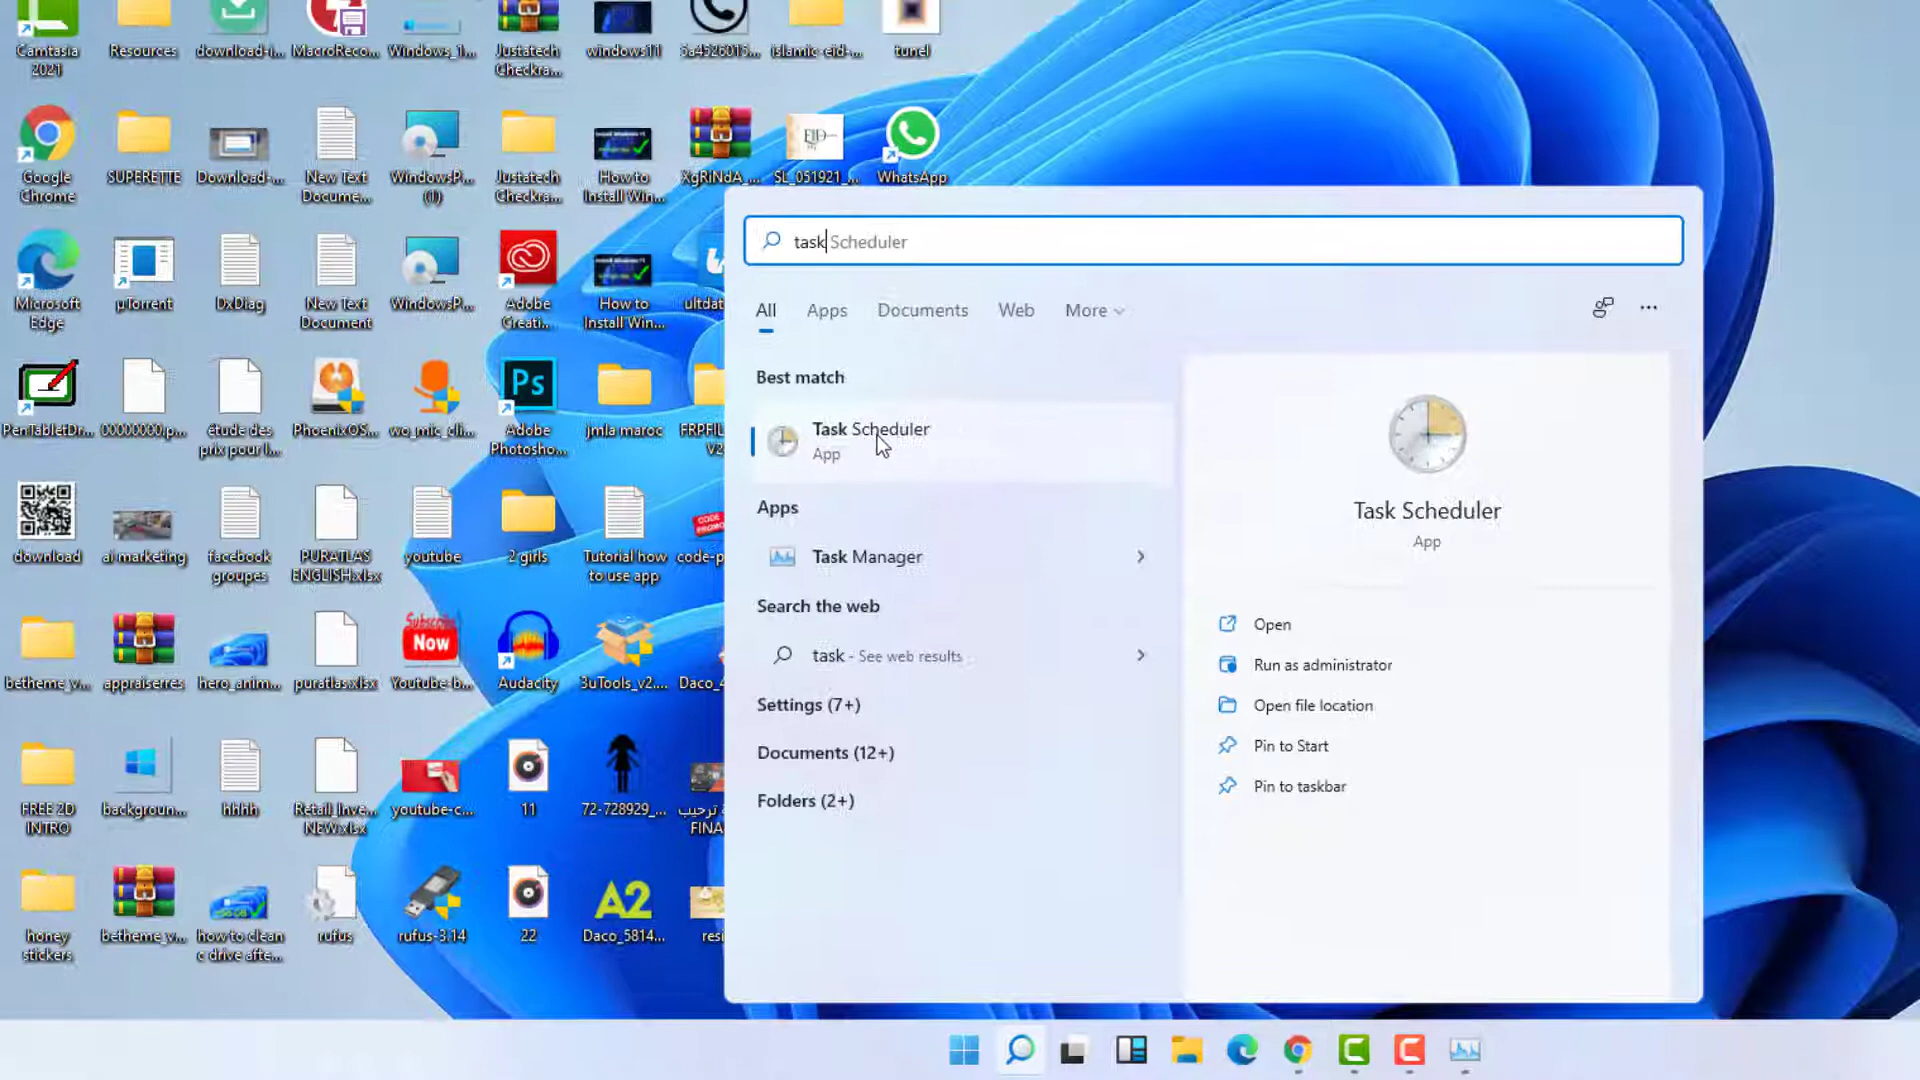 Camtasia
2021
Resources
download-i...
MacroReco...
Windows_1...
Justatech
Checkra...
windows11
5a4526015...
islamic-eid-...
tunel
Google
Chrome
SUPERETTE
Download-...
New Text
Docume...
WindowsP...
(1)
Justatech
Checkra...
How to
Install Win...
XgRiNdA_...
EID
SL_051921_...
WhatsApp
Microsoft
Edge
µTorrent
DxDiag
New Text
Document
WindowsP...
Adobe
Creati...
How to
Install Win...
ultdat
PenTabletDr...
00000000/p...
étude des
prix pour l...
PhoenixOS...
wo_mic_cli...
Ps
Adobe
Photosho...
jmla maroc
FRPFIL
V2
download
ai marketing
facebook
groupes
PURATLAS
ENGLISH.xlsx
youtube
2 girls
Tutorial how
to use app
CODE
code-p
betheme_v...
appraiserres
hero_anim...
puratlas.xlsx
Subscribe
Now
Youtube-b...
Audacity
3uTools_v2....
Daco_4
FREE 2D
INTRO
backgroun...
hhhh
Retail_Inve...
NEW.xlsx
youtube-c...
11
72-728929_...
ترحيب
FINA
honey
stickers
betheme_v...
how to clean
c drive afte...
rufus
rufus-3.14
22
A2
Daco_5814...
resi
task Scheduler
All
Apps
Documents
Web
More
Best match
Task Scheduler
App
Apps
Task Manager
Search the web
task - See web results
Settings (7+)
Documents (12+)
Folders (2+)
Task Scheduler
App
Open
Run as administrator
Open file location
Pin to Start
Pin to taskbar